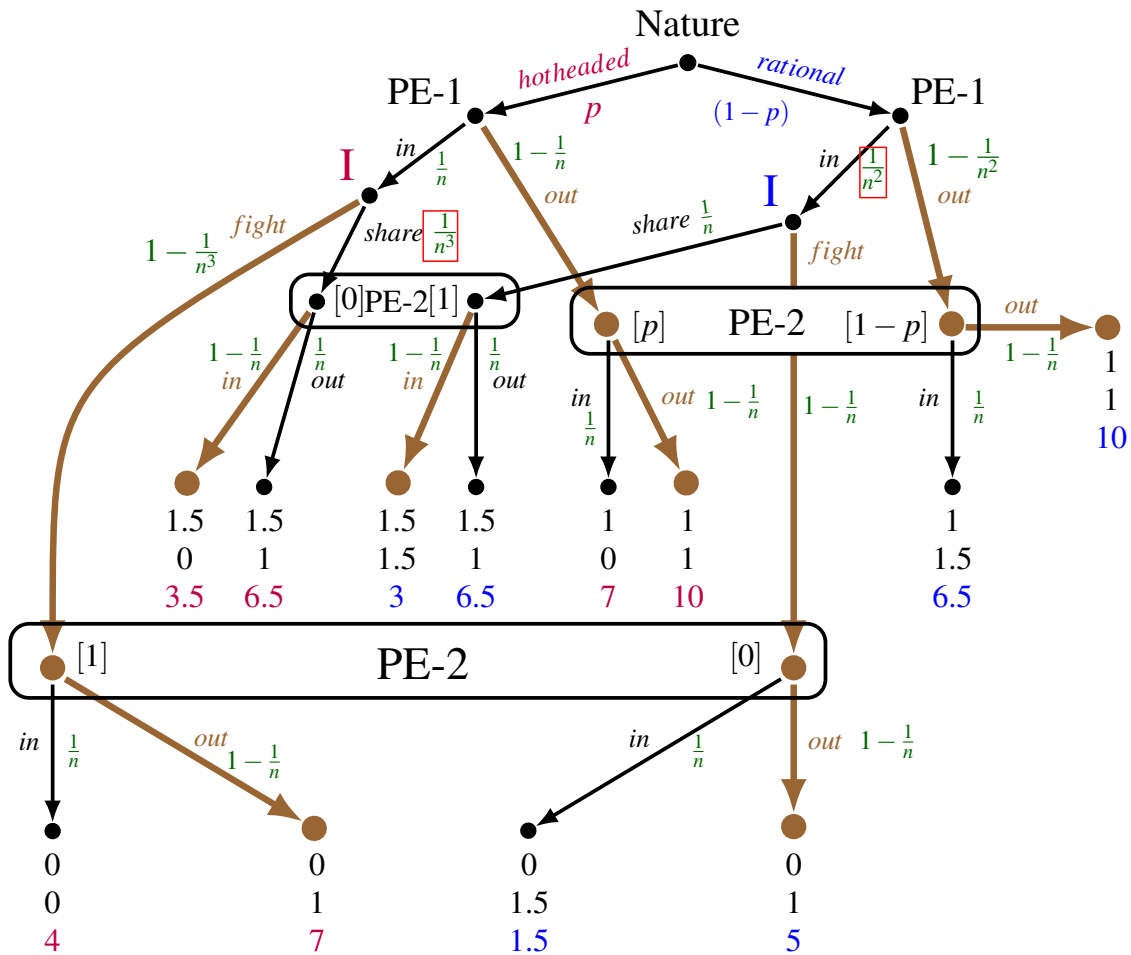 Nature
hotheaded
rational
PE-1
p
(1−p)
PE-1
in
1/n
1 − 1/n
out
in
1/n²
1 − 1/n²
out
I
I
fight
1 − 1/n³
share 1/n³
share 1/n
fight
[0]PE-2[1]
[p] PE-2 [1−p]
out
1 − 1/n
1 − 1/n
in
1/n
out
1 − 1/n
in
1/n
out
in
1/n
out 1 − 1/n
1 − 1/n
in
1/n
1
1
10
1.5 1.5 1.5 1.5 1 1 1
0 1 1.5 1 0 1 1.5
3.5 6.5 3 6.5 7 10 6.5
[1] PE-2 [0]
in
1/n
out
1 − 1/n
in
1/n
out 1 − 1/n
0 0 0 0
0 1 1.5 1
4 7 1.5 5